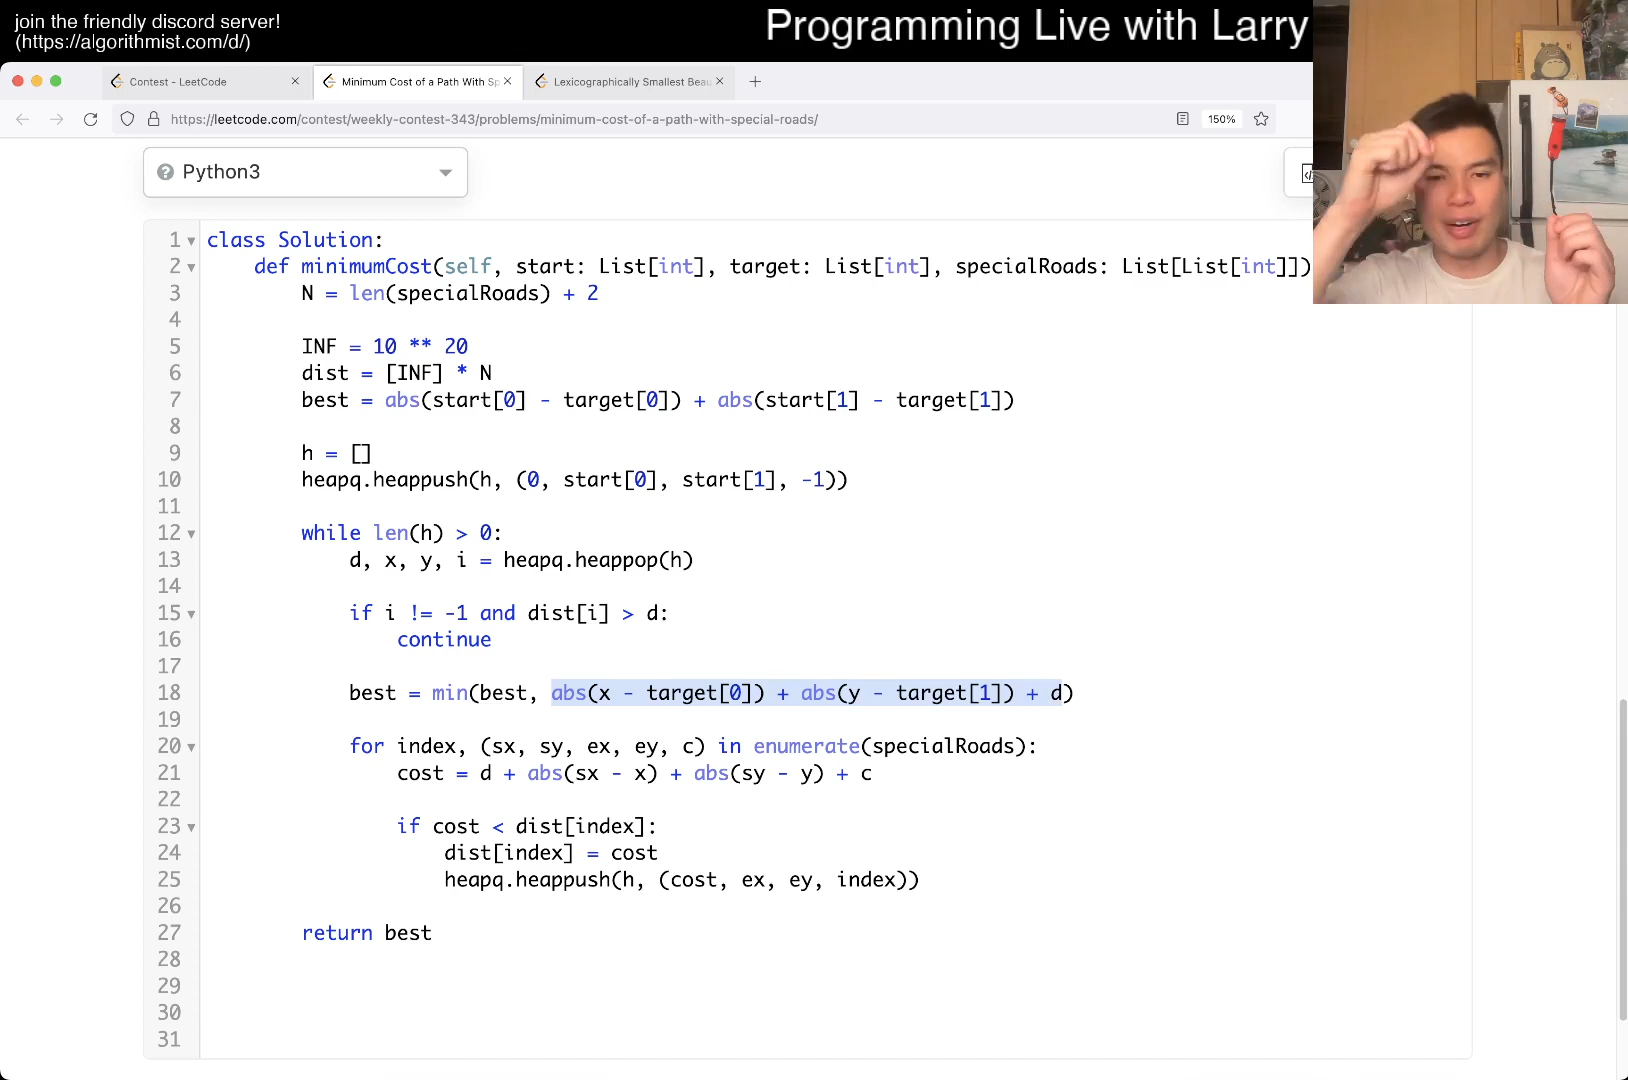 join the friendly discord server!
(https://algorithmist.com/d/)
Programming Live with Larry
Contest - LeetCode
Minimum Cost of a Path With Sp
Lexicographically Smallest Beau
https://leetcode.com/contest/weekly-contest-343/problems/minimum-cost-of-a-path-with-special-roads/
150%
Python3
1 class Solution:
2     def minimumCost(self, start: List[int], target: List[int], specialRoads: List[List[int]])
3         N = len(specialRoads) + 2
4
5         INF = 10 ** 20
6         dist = [INF] * N
7         best = abs(start[0] - target[0]) + abs(start[1] - target[1])
8
9         h = []
10         heapq.heappush(h, (0, start[0], start[1], -1))
11
12         while len(h) > 0:
13             d, x, y, i = heapq.heappop(h)
14
15             if i != -1 and dist[i] > d:
16                 continue
17
18             best = min(best, abs(x - target[0]) + abs(y - target[1]) + d)
19
20             for index, (sx, sy, ex, ey, c) in enumerate(specialRoads):
21                 cost = d + abs(sx - x) + abs(sy - y) + c
22
23                 if cost < dist[index]:
24                     dist[index] = cost
25                     heapq.heappush(h, (cost, ex, ey, index))
26
27         return best
28
29
30
31